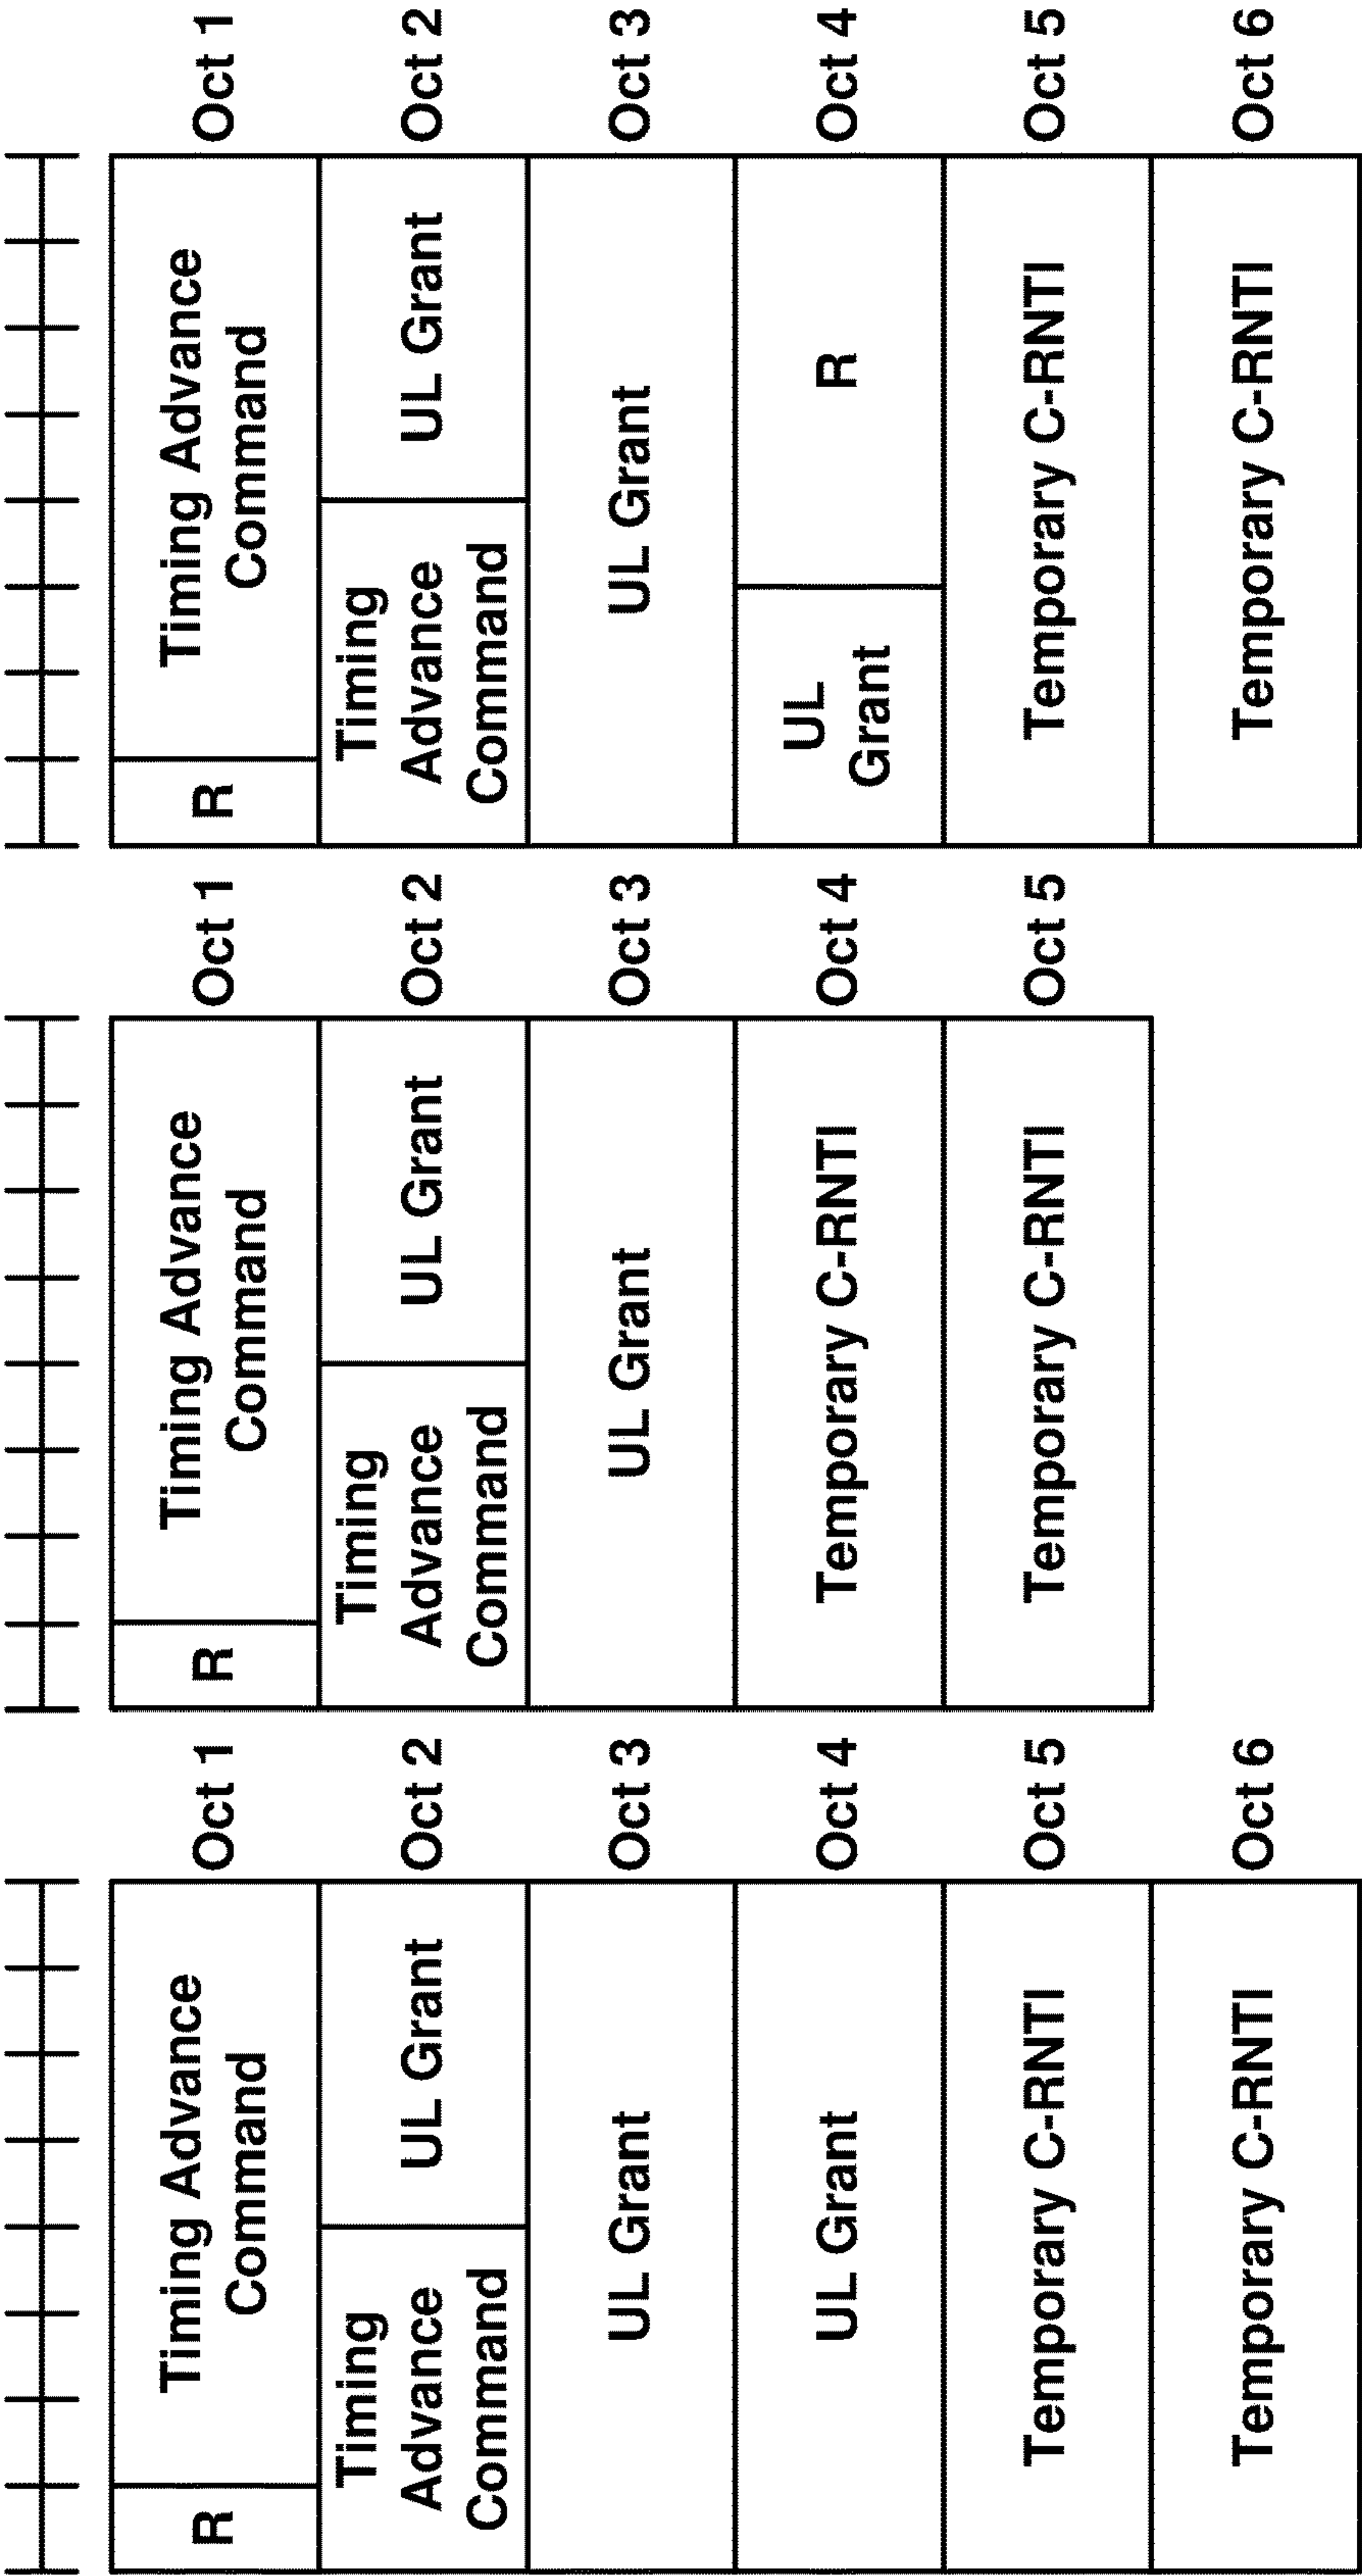 R
Timing Advance
Command
Oct 1
Timing
Advance
Command
UL Grant
Oct 2
UL Grant
Oct 3
UL Grant
Oct 4
Temporary C-RNTI
Oct 5
Temporary C-RNTI
Oct 6
R
Timing Advance
Command
Oct 1
Timing
Advance
Command
UL Grant
Oct 2
UL Grant
Oct 3
Temporary C-RNTI
Oct 4
Temporary C-RNTI
Oct 5
R
Timing Advance
Command
Oct 1
Timing
Advance
Command
UL Grant
Oct 2
UL Grant
Oct 3
UL
Grant
R
Oct 4
Temporary C-RNTI
Oct 5
Temporary C-RNTI
Oct 6